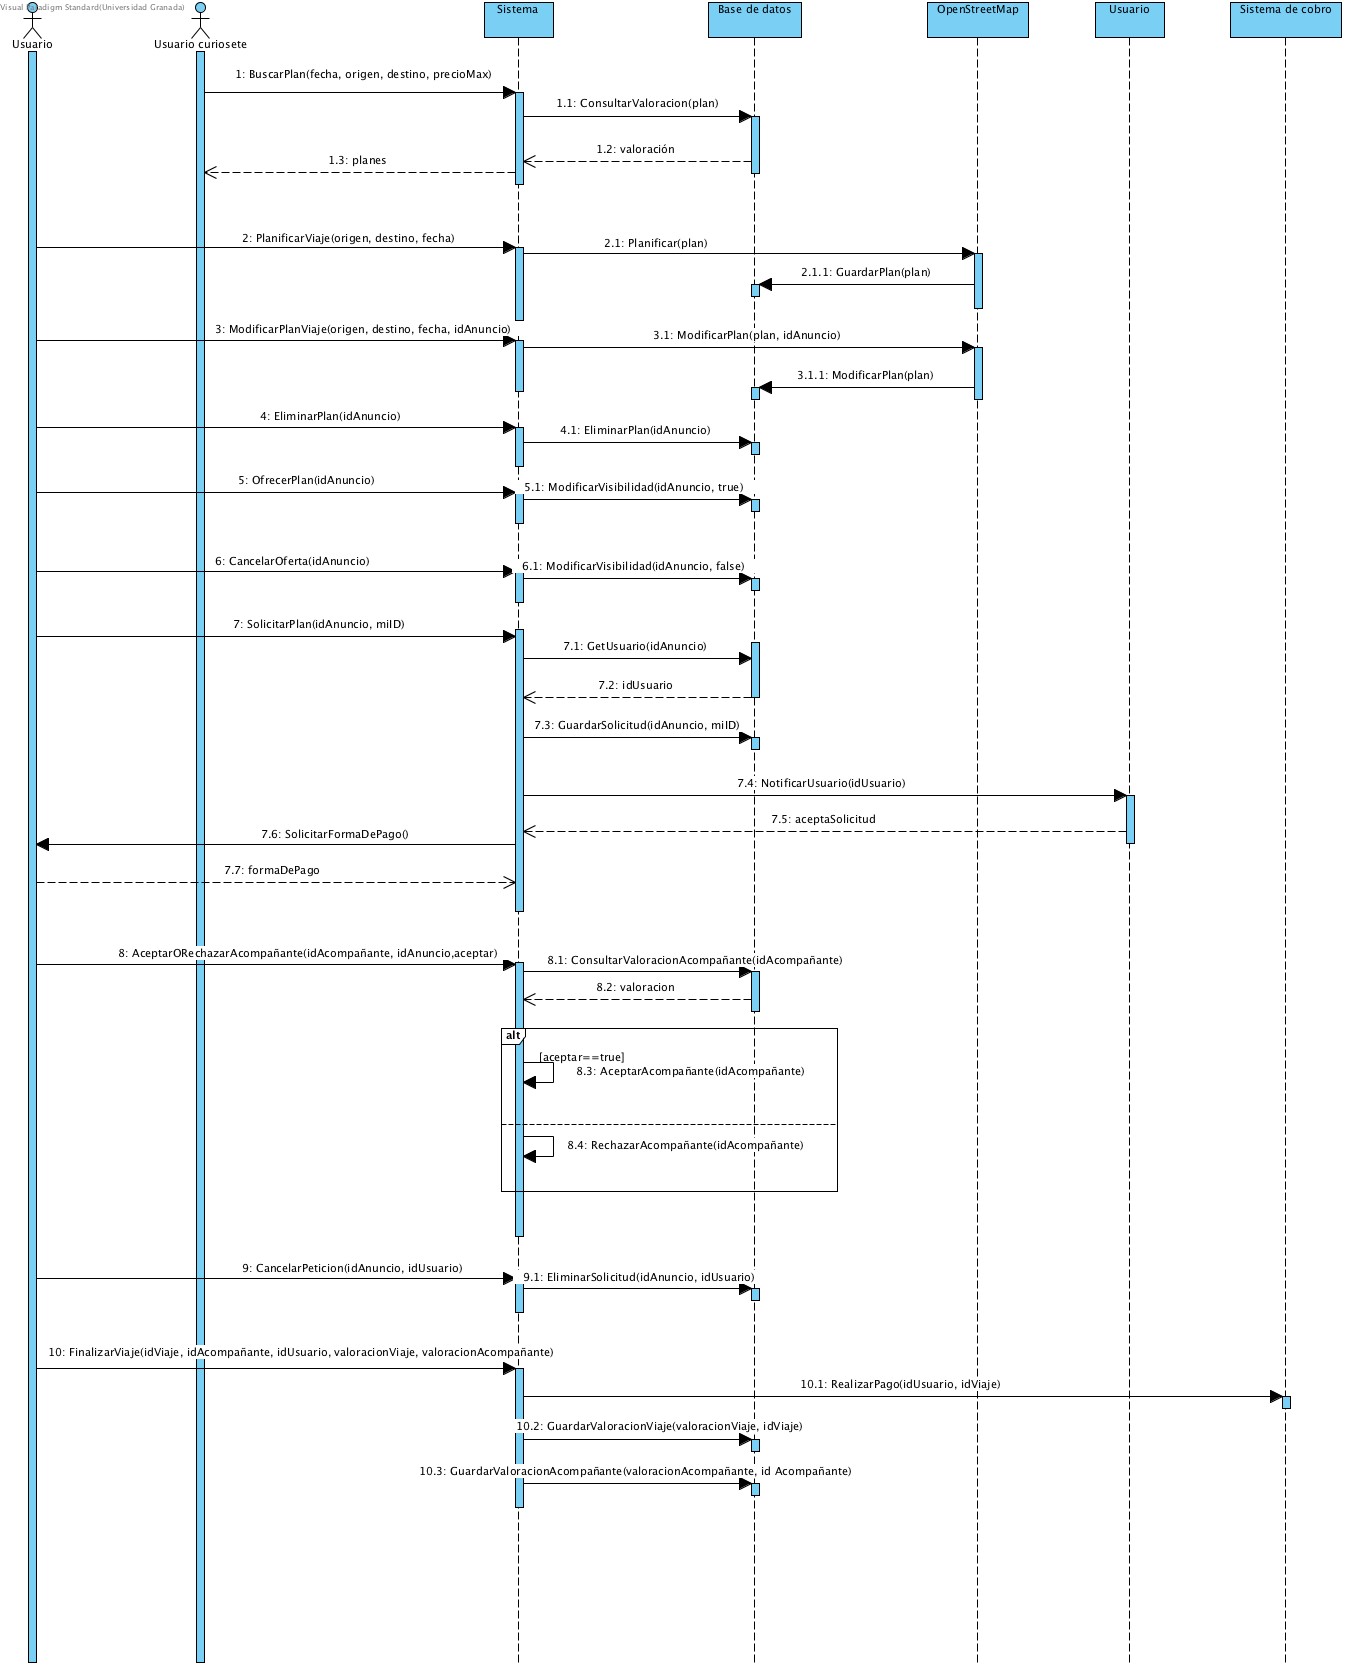 Visual Paradigm Standard(Universidad Granada)
Usuario
Usuario curiosete
Sistema
Base de datos
OpenStreetMap
Usuario
Sistema de cobro
1: BuscarPlan(fecha, origen, destino, precioMax)
1.1: ConsultarValoracion(plan)
1.2: valoración
1.3: planes
2: PlanificarViaje(origen, destino, fecha)
2.1: Planificar(plan)
2.1.1: GuardarPlan(plan)
3: ModificarPlanViaje(origen, destino, fecha, idAnuncio)
3.1: ModificarPlan(plan, idAnuncio)
3.1.1: ModificarPlan(plan)
4: EliminarPlan(idAnuncio)
4.1: EliminarPlan(idAnuncio)
5: OfrecerPlan(idAnuncio)
5.1: ModificarVisibilidad(idAnuncio, true)
6: CancelarOferta(idAnuncio)
6.1: ModificarVisibilidad(idAnuncio, false)
7: SolicitarPlan(idAnuncio, miID)
7.1: GetUsuario(idAnuncio)
7.2: idUsuario
7.3: GuardarSolicitud(idAnuncio, miID)
7.4: NotificarUsuario(idUsuario)
7.5: aceptaSolicitud
7.6: SolicitarFormaDePago()
7.7: formaDePago
8: AceptarORechazarAcompañante(idAcompañante, idAnuncio,aceptar)
8.1: ConsultarValoracionAcompañante(idAcompañante)
8.2: valoracion
alt
[aceptar==true]
8.3: AceptarAcompañante(idAcompañante)
8.4: RechazarAcompañante(idAcompañante)
9: CancelarPeticion(idAnuncio, idUsuario)
9.1: EliminarSolicitud(idAnuncio, idUsuario)
10: FinalizarViaje(idViaje, idAcompañante, idUsuario, valoracionViaje, valoracionAcompañante)
10.1: RealizarPago(idUsuario, idViaje)
10.2: GuardarValoracionViaje(valoracionViaje, idViaje)
10.3: GuardarValoracionAcompañante(valoracionAcompañante, id Acompañante)